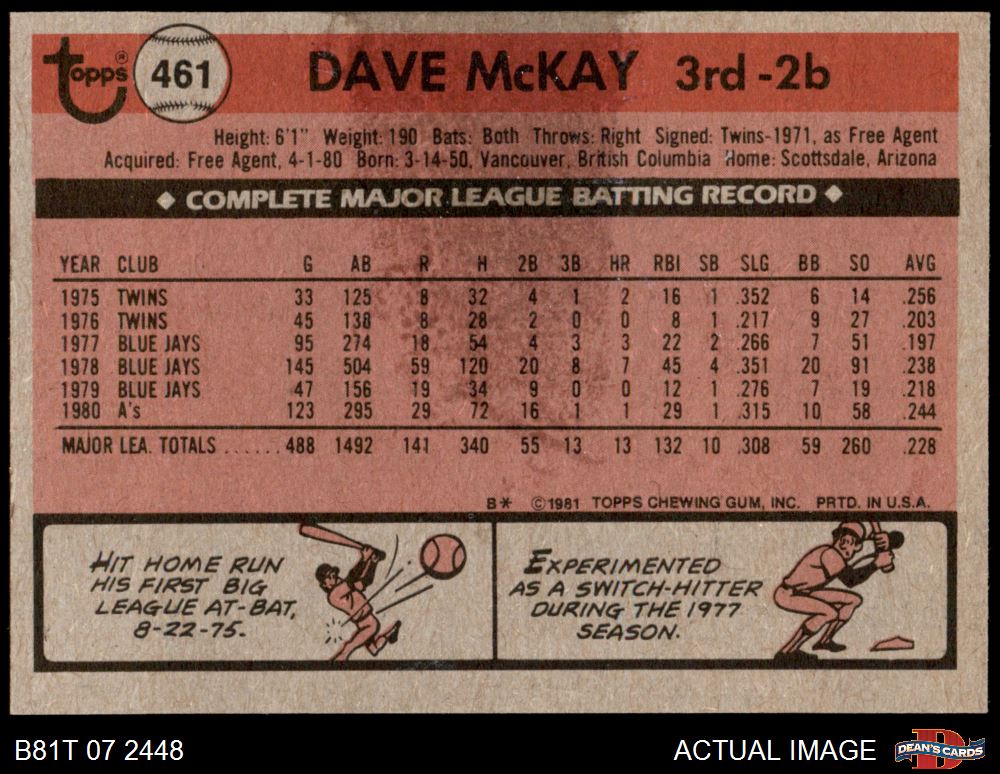 Topps® 461 DAVE McKAY 3rd-2b
Height: 6'1" Weight: 190 Bats: Both Throws: Right Signed: Twins-1971, as Free Agent
Acquired: Free Agent, 4-1-80 Born: 3-14-50, Vancouver, British Columbia Home: Scottsdale, Arizona
◆ COMPLETE MAJOR LEAGUE BATTING RECORD ◆
YEAR CLUB G AB R H 2B 3B HR RBI SB SLG BB SO AVG
1975 TWINS 33 125 8 32 4 1 2 16 1 .352 6 14 .256
1976 TWINS 45 138 8 28 2 0 0 8 1 .217 9 27 .203
1977 BLUE JAYS 95 274 18 54 4 3 3 22 2 .266 7 51 .197
1978 BLUE JAYS 145 504 59 120 20 8 7 45 4 .351 20 91 .238
1979 BLUE JAYS 47 156 19 34 9 0 0 12 1 .276 7 19 .218
1980 A's 123 295 29 72 16 1 1 29 1 .315 10 58 .244
MAJOR LEA. TOTALS ...... 488 1492 141 340 55 13 13 132 10 .308 59 260 .228
B* ©1981 TOPPS CHEWING GUM, INC. PRTD. IN U.S.A.
HIT HOME RUN
HIS FIRST BIG
LEAGUE AT-BAT,
8-22-75.
EXPERIMENTED
AS A SWITCH-HITTER
DURING THE 1977
SEASON.
B81T 07 2448
ACTUAL IMAGE
D
DEAN'S CARDS